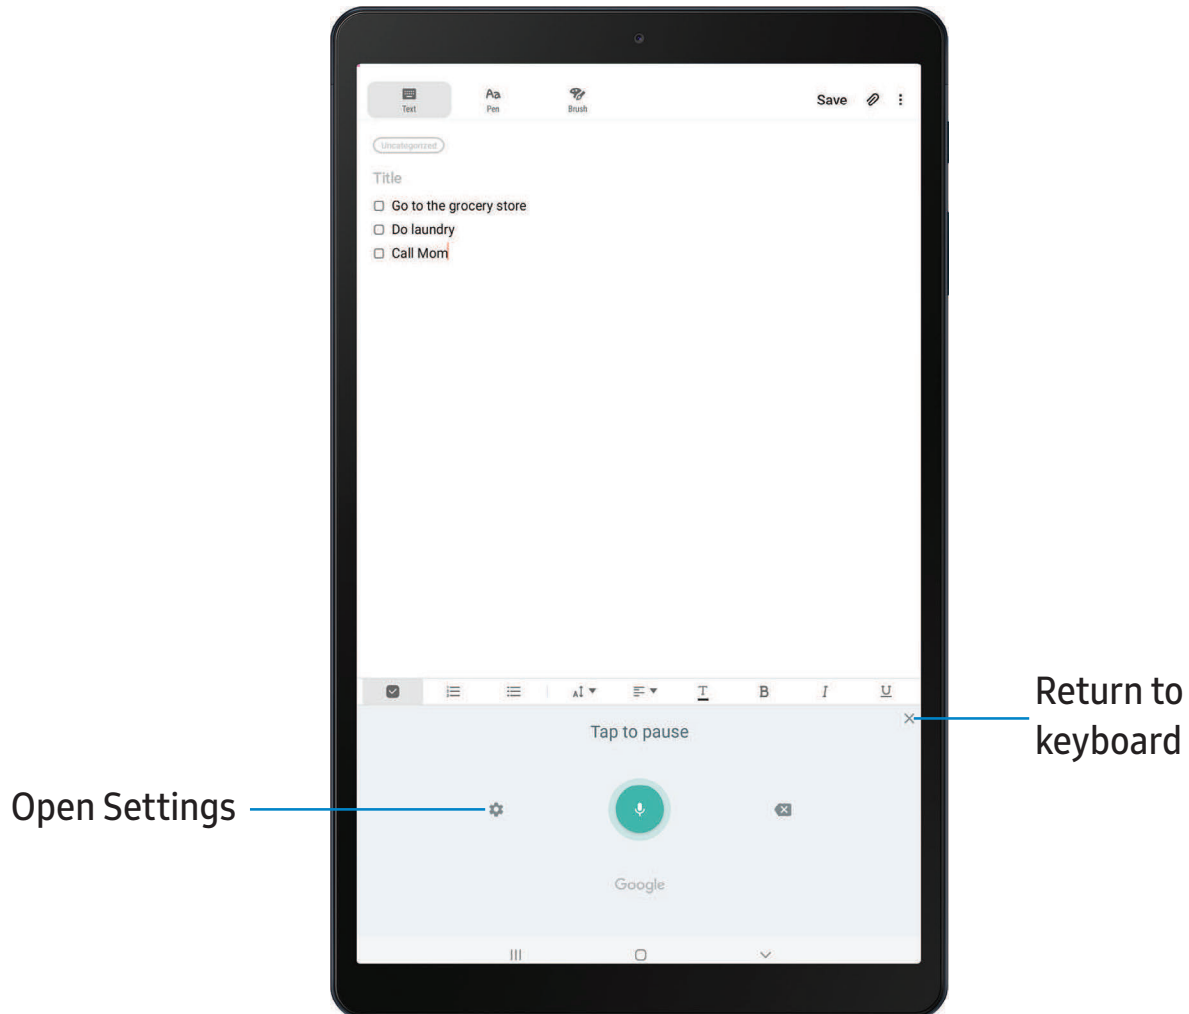 Text
Aa
Pen
Brush
Save
Uncategorized
Title
Go to the grocery store
Do laundry
Call Mom
T
B
I
U
Return to
keyboard
Tap to pause
Open Settings
Google